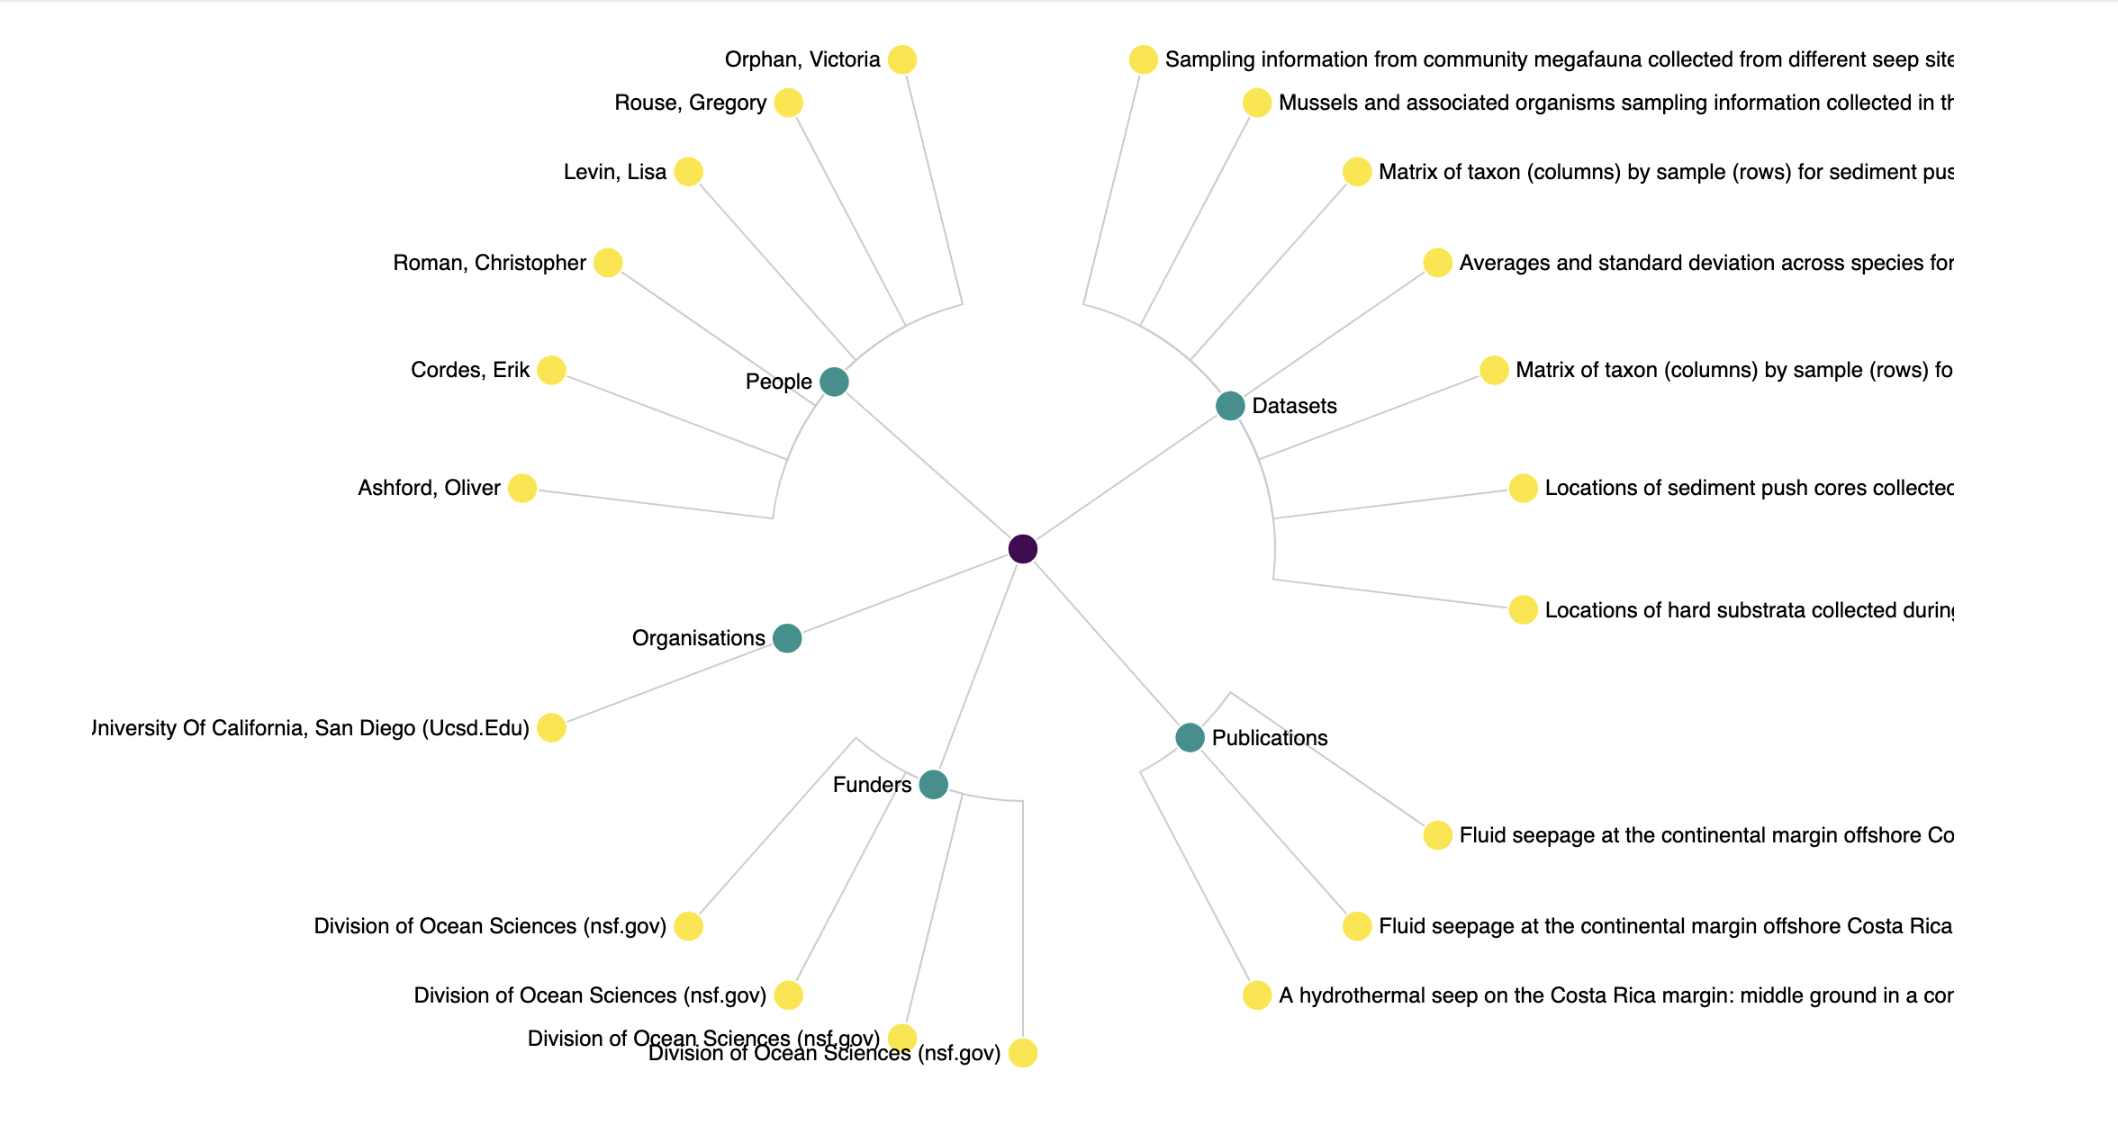 Orphan, Victoria
Sampling information from community megafauna collected from different seep site
Rouse, Gregory
Mussels and associated organisms sampling information collected in th
Levin, Lisa
Matrix of taxon (columns) by sample (rows) for sediment pus
Roman, Christopher
Averages and standard deviation across species for
Cordes, Erik
Matrix of taxon (columns) by sample (rows) fo
People
Datasets
Ashford, Oliver
Locations of sediment push cores collected
Locations of hard substrata collected during
Organisations
University Of California, San Diego (Ucsd.Edu)
Publications
Funders
Fluid seepage at the continental margin offshore Co
Division of Ocean Sciences (nsf.gov)
Fluid seepage at the continental margin offshore Costa Rica
Division of Ocean Sciences (nsf.gov)
A hydrothermal seep on the Costa Rica margin: middle ground in a cor
Division of Ocean Sciences (nsf.gov)
Division of Ocean Sciences (nsf.gov)